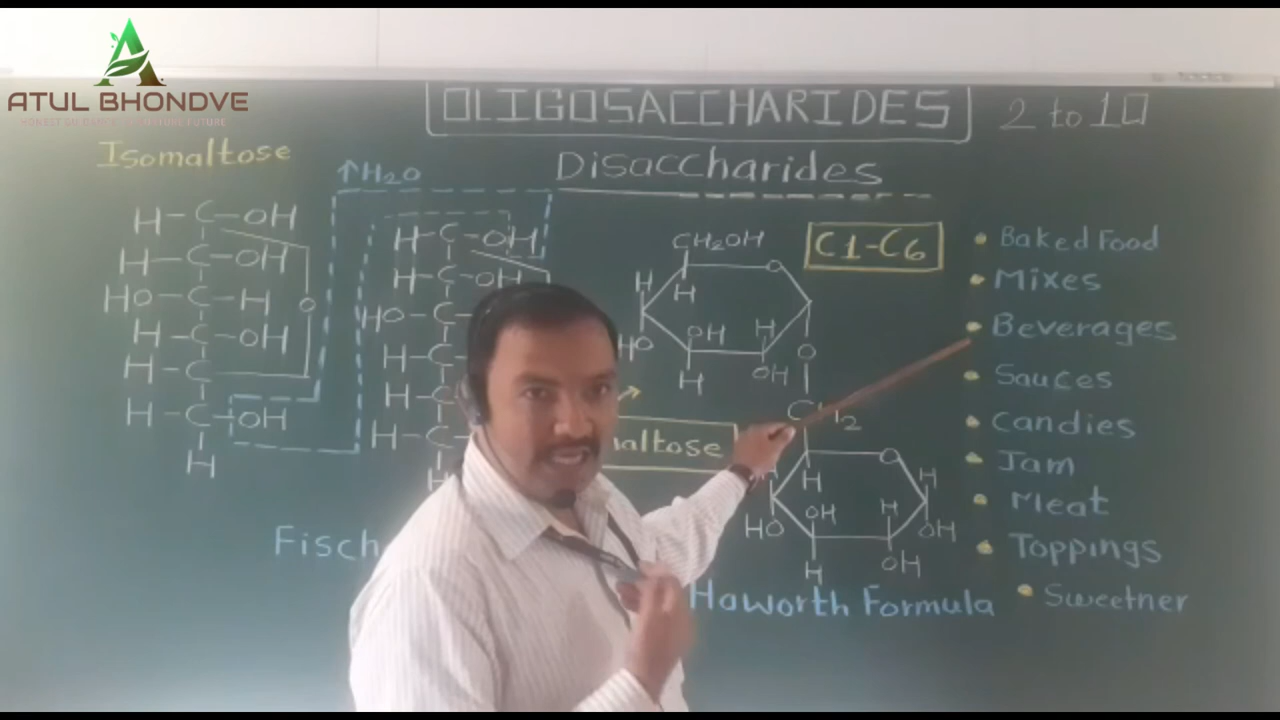 ATUL BHONDVE
OLIGOSACCHARIDES
2 to 10
Disaccharides
Isomaltose
↑H2O
H-C-OH
H-C-OH
HO-C-H
H-C-OH
H-C
H-C-OH
H
O
H-C-OH
H-C-OH
HO-C
H-C
H-C
H-C
H
C1-C6
CH2OH
O
H
H
OH
H
HO
H
OH
O
H2
maltose
O
H
H
H
OH
H
HO
OH
H
OH
Fisch
Haworth Formula
Baked Food
Mixes
Beverages
Sauces
Candies
Jam
Meat
Toppings
Sweetner